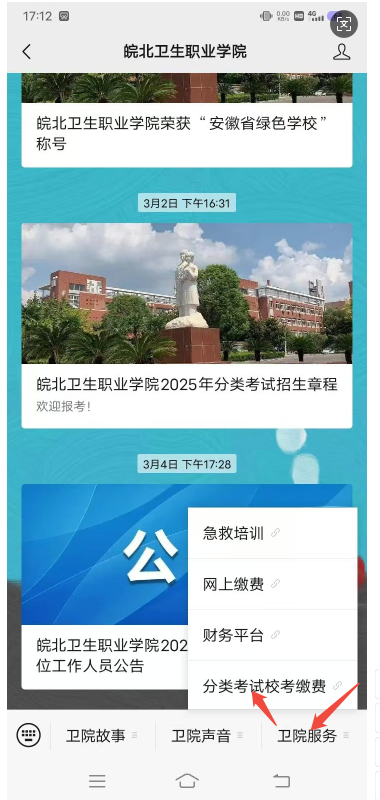 17:12
0.00
KB/s
HD
4G
皖北卫生职业学院
皖北卫生职业学院荣获“安徽省绿色学校”
称号
3月2日 下午16:31
皖北卫生职业学院2025年分类考试招生章程
欢迎报考!
3月4日 下午17:28
公
急救培训
网上缴费
财务平台
分类考试校考缴费
皖北卫生职业学院202
位工作人员公告
卫院故事
卫院声音
卫院服务